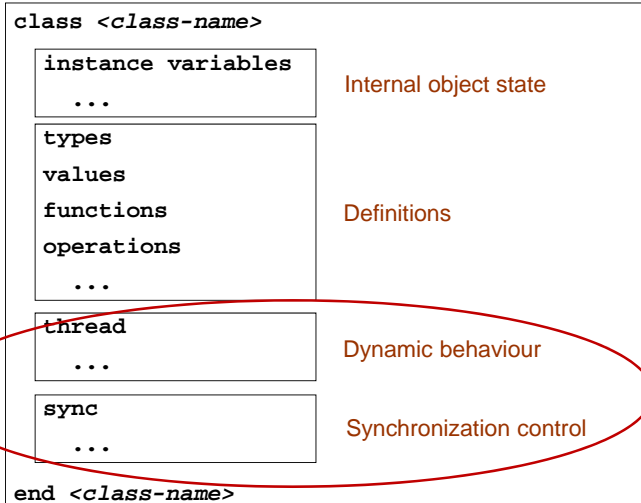 class <class-name>
instance variables
...
Internal object state
types
values
functions
operations
...
Definitions
thread
...
Dynamic behaviour
sync
...
Synchronization control
end <class-name>